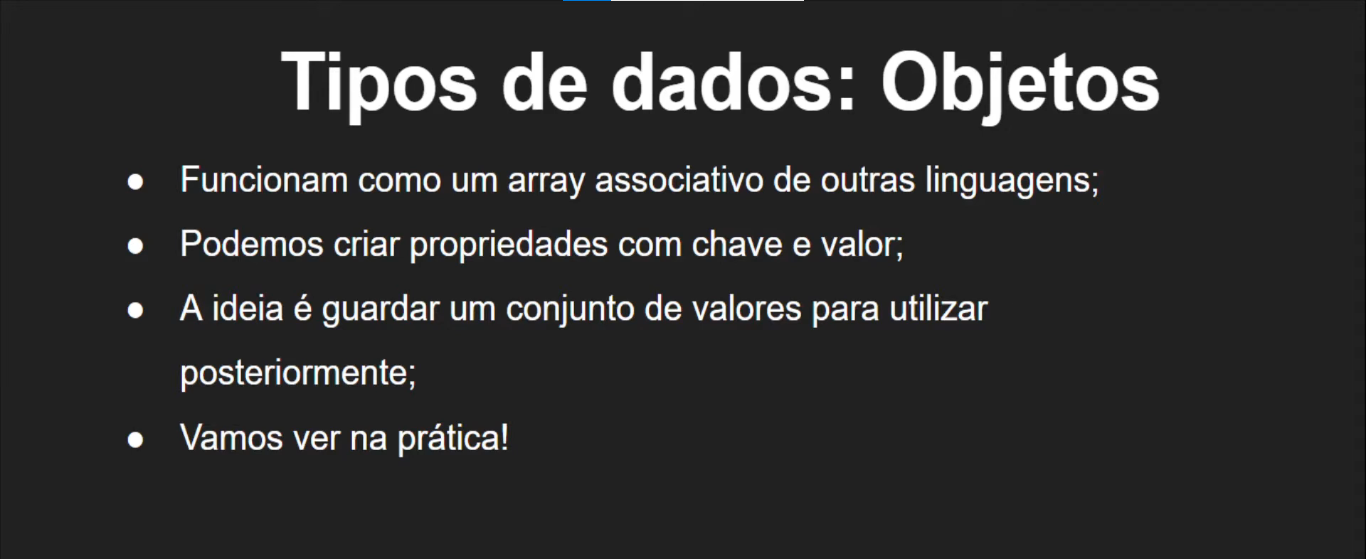 Tipos de dados: Objetos
● Funcionam como um array associativo de outras linguagens;
● Podemos criar propriedades com chave e valor;
● A ideia é guardar um conjunto de valores para utilizar
posteriormente;
● Vamos ver na prática!